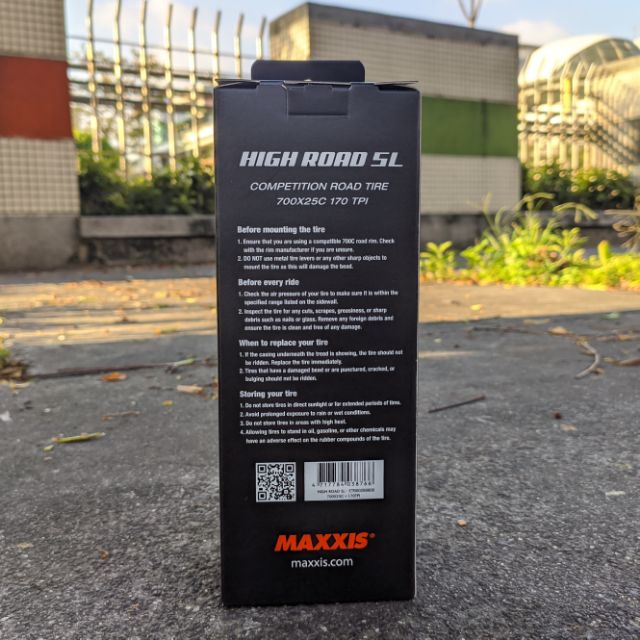 HIGH ROAD SL
COMPETITION ROAD TIRE
700X25C 170 TPI
Before mounting the tire
1. Ensure that you are using a compatible 700C road rim. Check
with the rim manufacturer if you are unsure.
2. DO NOT use metal tire levers or any other sharp objects to
mount the tire as this will damage the bead.
Before every ride
1. Check the air pressure of your tire to make sure it is within the
specified range listed on the sidewall.
2. Inspect the tire for any cuts, scrapes, greasiness, or sharp
debris such as nails or glass. Remove any foreign debris and
ensure the tire is clean and free of any damage.
When to replace your tire
1. If the casing underneath the tread is showing, the tire should not
be ridden. Replace the tire immediately.
2. Tires that have a damaged bead or are punctured, cracked, or
bulging should not be ridden.
Storing your tire
1. Do not store tires in direct sunlight or for extended periods of time.
2. Avoid prolonged exposure to rain or wet conditions.
3. Do not store tires in areas with high heat.
4. Allowing tires to stand in oil, gasoline, or other chemicals may
have an adverse effect on the rubber compounds of the tire.
4 717784 038766
HIGH ROAD SL
700X25C 170TPI
MAXXIS
maxxis.com